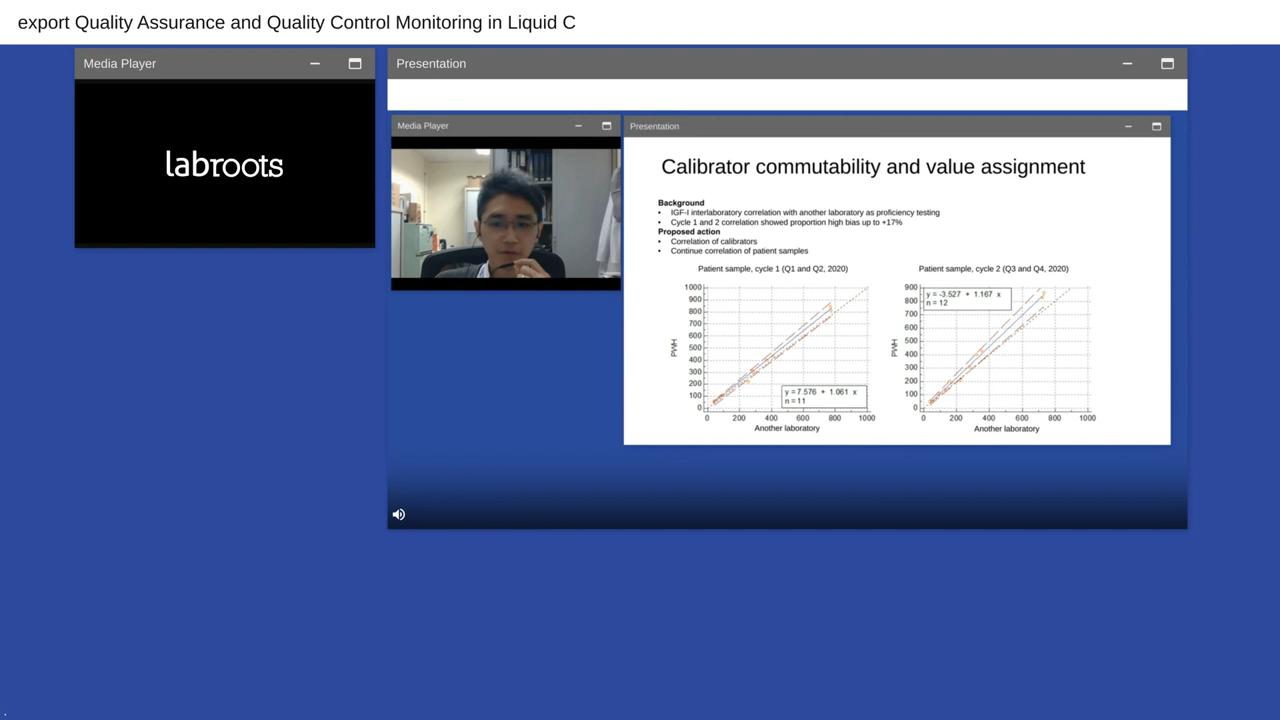 export Quality Assurance and Quality Control Monitoring in Liquid C
Media Player
labroots
Presentation
Media Player
Presentation
Calibrator commutability and value assignment
Background
• IGF-I interlaboratory correlation with another laboratory as proficiency testing
• Cycle 1 and 2 correlation showed proportion high bias up to +17%
Proposed action
• Correlation of calibrators
• Continue correlation of patient samples
Patient sample, cycle 1 (Q1 and Q2, 2020)
1000
900
800
700
600
500
400
300
200
100
0
PWH
y = 7.576 + 1.061 x
n = 11
0 200 400 600 800 1000
Another laboratory
Patient sample, cycle 2 (Q3 and Q4, 2020)
900
800
700
600
500
400
300
200
100
0
PWH
y = -3.527 + 1.167 x
n = 12
0 200 400 600 800 1000
Another laboratory